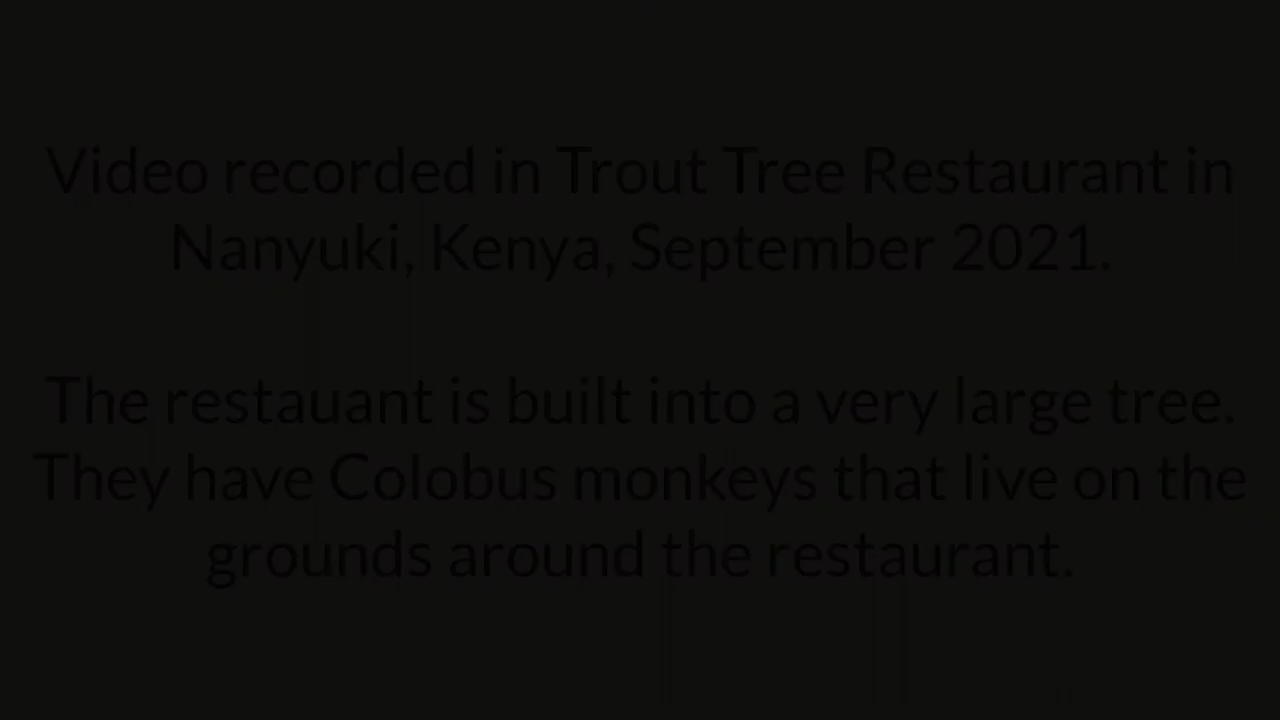 Video recorded in Trout Tree Restaurant in
Nanyuki, Kenya, September 2021.
The restauant is built into a very large tree.
They have Colobus monkeys that live on the
grounds around the restaurant.